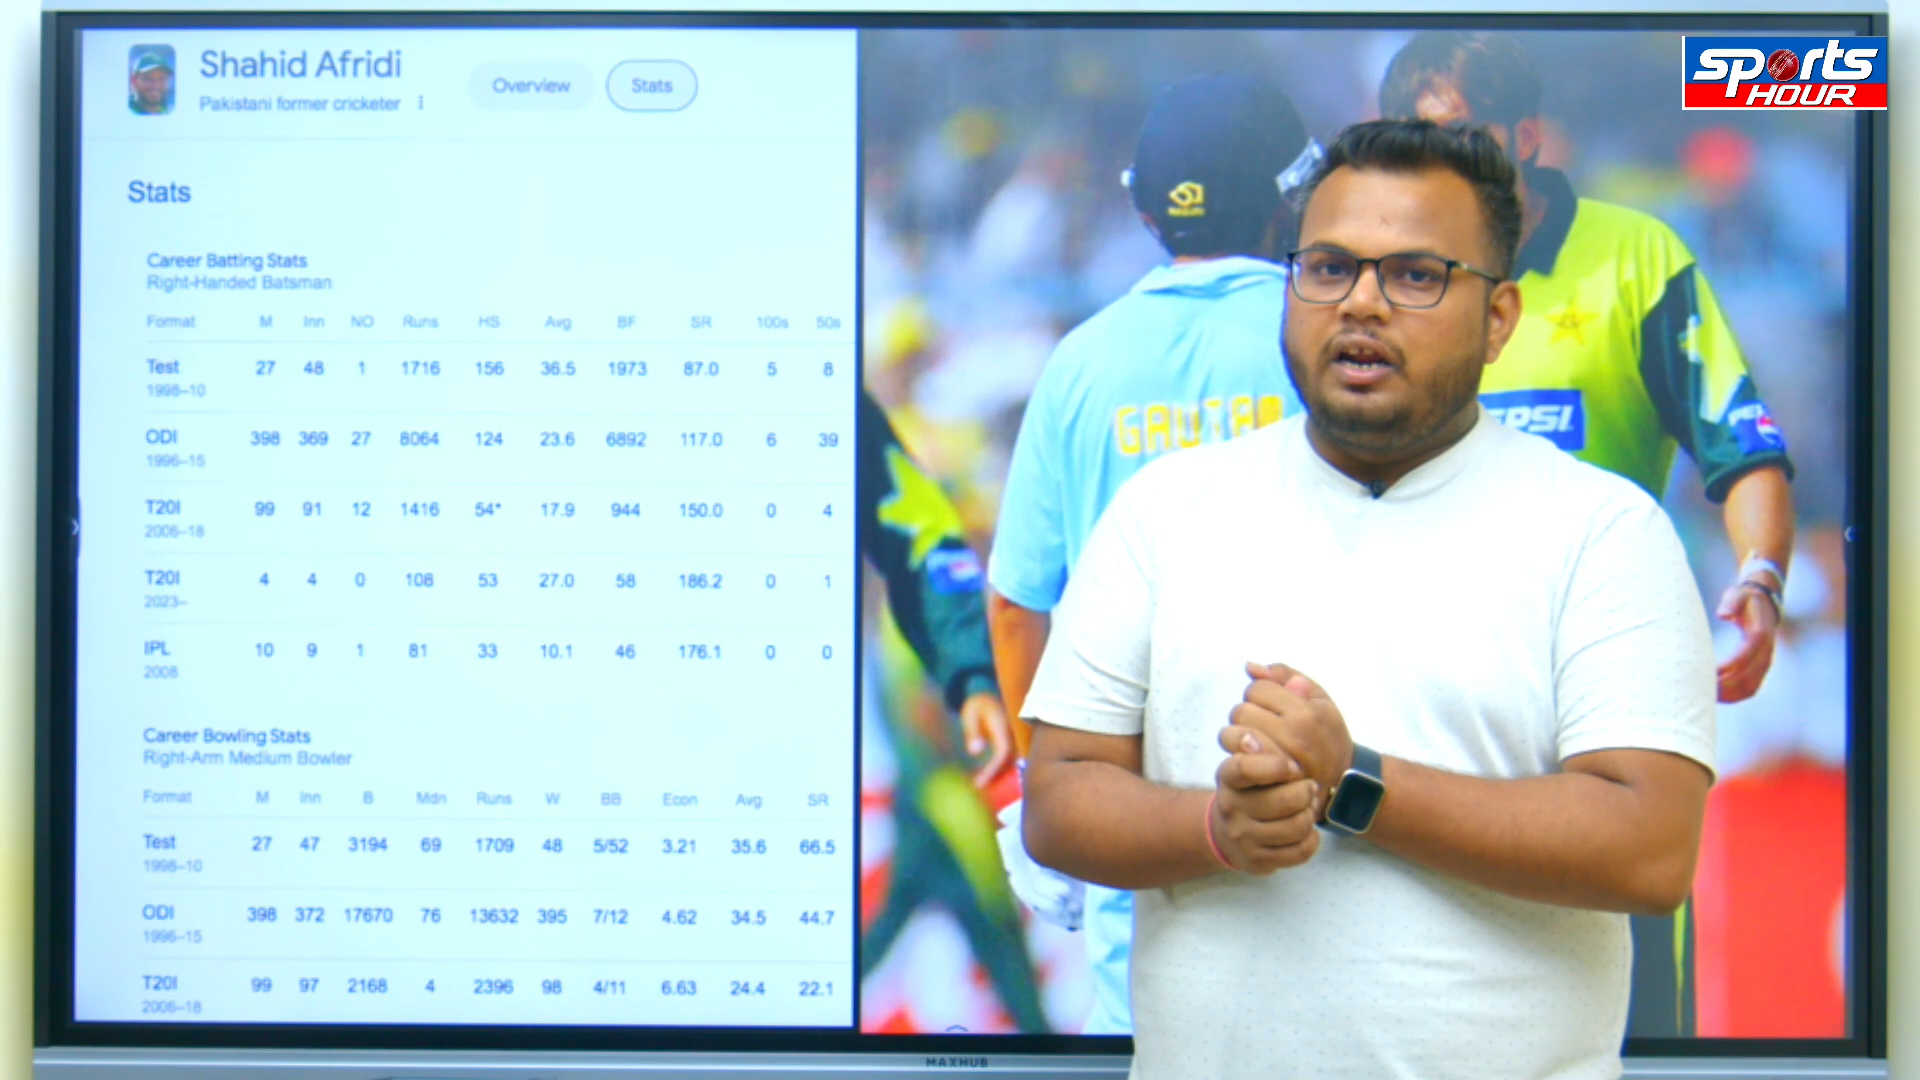 Shahid Afridi
Pakistani former cricketer
Overview
Stats
Stats
Career Batting Stats
Right-Handed Batsman
Format M Inn NO Runs HS Avg BF SR 100s 50s
Test 27 48 1 1716 156 36.5 1973 87.0 5 8
1998–10
ODI 398 369 27 8064 124 23.6 6892 117.0 6 39
1996–15
T20I 99 91 12 1416 54* 17.9 944 150.0 0 4
2006–18
T20I 4 4 0 108 53 27.0 58 186.2 0 1
2023–
IPL 10 9 1 81 33 10.1 46 176.1 0 0
2008
Career Bowling Stats
Right-Arm Medium Bowler
Format M Inn B Mdn Runs W BB Econ Avg SR
Test 27 47 3194 69 1709 48 5/52 3.21 35.6 66.5
1998–10
ODI 398 372 17670 76 13632 395 7/12 4.62 34.5 44.7
1996–15
T20I 99 97 2168 4 2396 98 4/11 6.63 24.4 22.1
2006–18
sports
HOUR
GAUTAM
EPSI
PE
MAXHUB